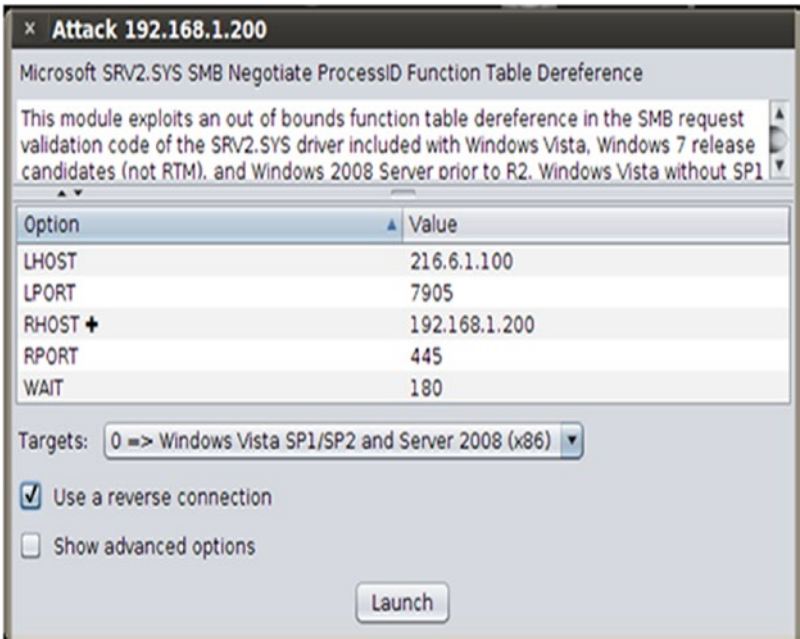 x Attack 192.168.1.200
Microsoft SRV2.SYS SMB Negotiate ProcessID Function Table Dereference
This module exploits an out of bounds function table dereference in the SMB request
validation code of the SRV2.SYS driver included with Windows Vista, Windows 7 release
candidates (not RTM), and Windows 2008 Server prior to R2. Windows Vista without SP1
Option Value
LHOST 216.6.1.100
LPORT 7905
RHOST + 192.168.1.200
RPORT 445
WAIT 180
Targets: 0 => Windows Vista SP1/SP2 and Server 2008 (x86)
Use a reverse connection
Show advanced options
Launch